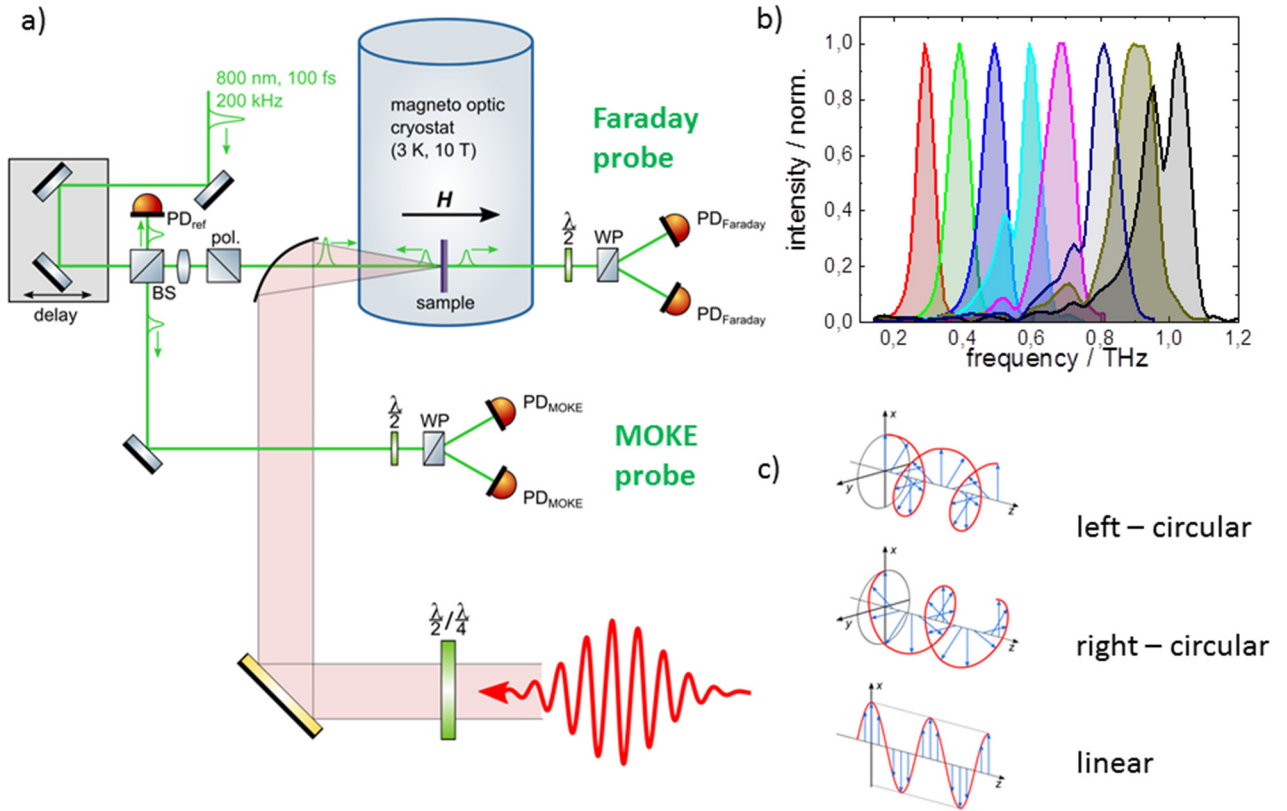 a)
800 nm, 100 fs
200 kHz
magneto optic
cryostat
(3 K, 10 T)
H
Faraday
probe
PDref
pol.
BS
delay
sample
λ/2
WP
PDFaraday
PDFaraday
λ/2
WP
PDMOKE
PDMOKE
MOKE
probe
λ/2 / λ/4
b)
intensity / norm.
1,0
0,8
0,6
0,4
0,2
0,0
0,2 0,4 0,6 0,8 1,0 1,2
frequency / THz
c)
x
y
z
left – circular
x
y
z
right – circular
x
z
linear